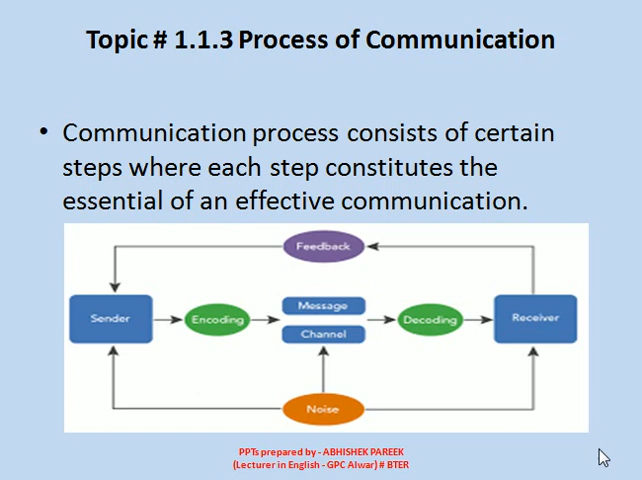 Topic # 1.1.3 Process of Communication
• Communication process consists of certain
steps where each step constitutes the
essential of an effective communication.
Feedback
Sender
Encoding
Message
Channel
Decoding
Receiver
Noise
PPTs prepared by - ABHISHEK PAREEK
(Lecturer in English - GPC Alwar) # BTER